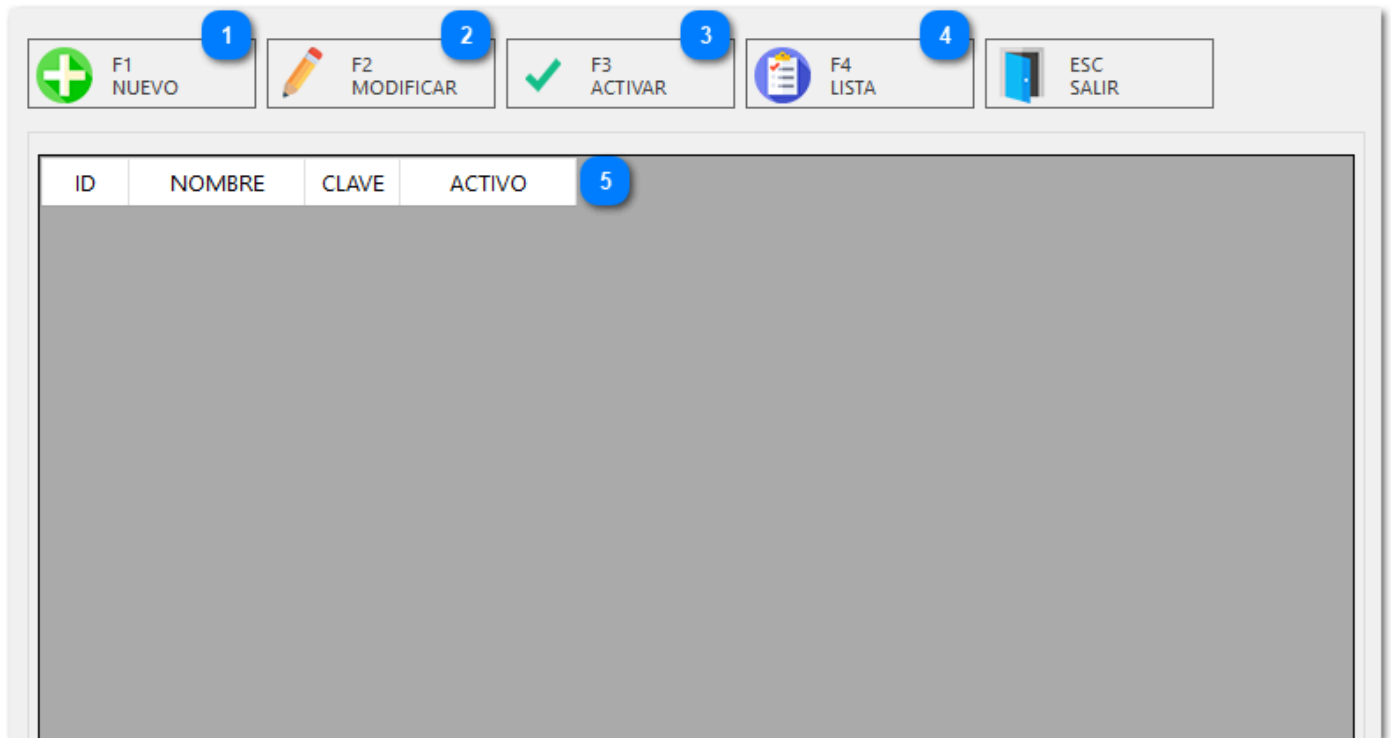 1
2
3
4
F1
NUEVO
F2
MODIFICAR
F3
ACTIVAR
F4
LISTA
ESC
SALIR
ID NOMBRE CLAVE ACTIVO 5